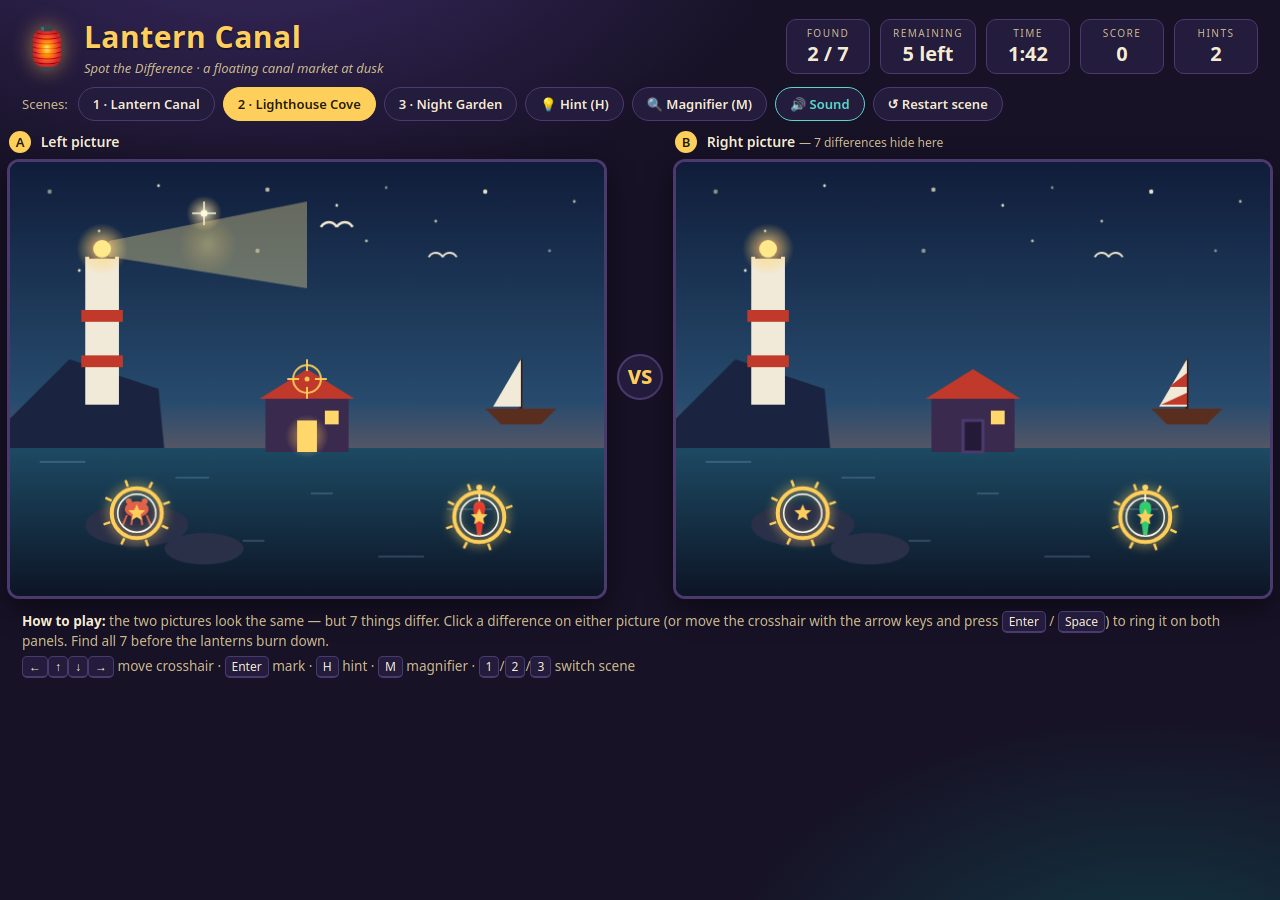 Lantern Canal
Spot the Difference · a floating canal market at dusk
FOUND
2 / 7
REMAINING
5 left
TIME
1:42
SCORE
0
HINTS
2
Scenes:
1 · Lantern Canal
2 · Lighthouse Cove
3 · Night Garden
💡 Hint (H)
🔍 Magnifier (M)
🔊 Sound
↺ Restart scene
A Left picture
B Right picture — 7 differences hide here
VS
How to play: the two pictures look the same — but 7 things differ. Click a difference on either picture (or move the crosshair with the arrow keys and press Enter / Space) to ring it on both
panels. Find all 7 before the lanterns burn down.
← ↑ ↓ → move crosshair · Enter mark · H hint · M magnifier · 1/2/3 switch scene